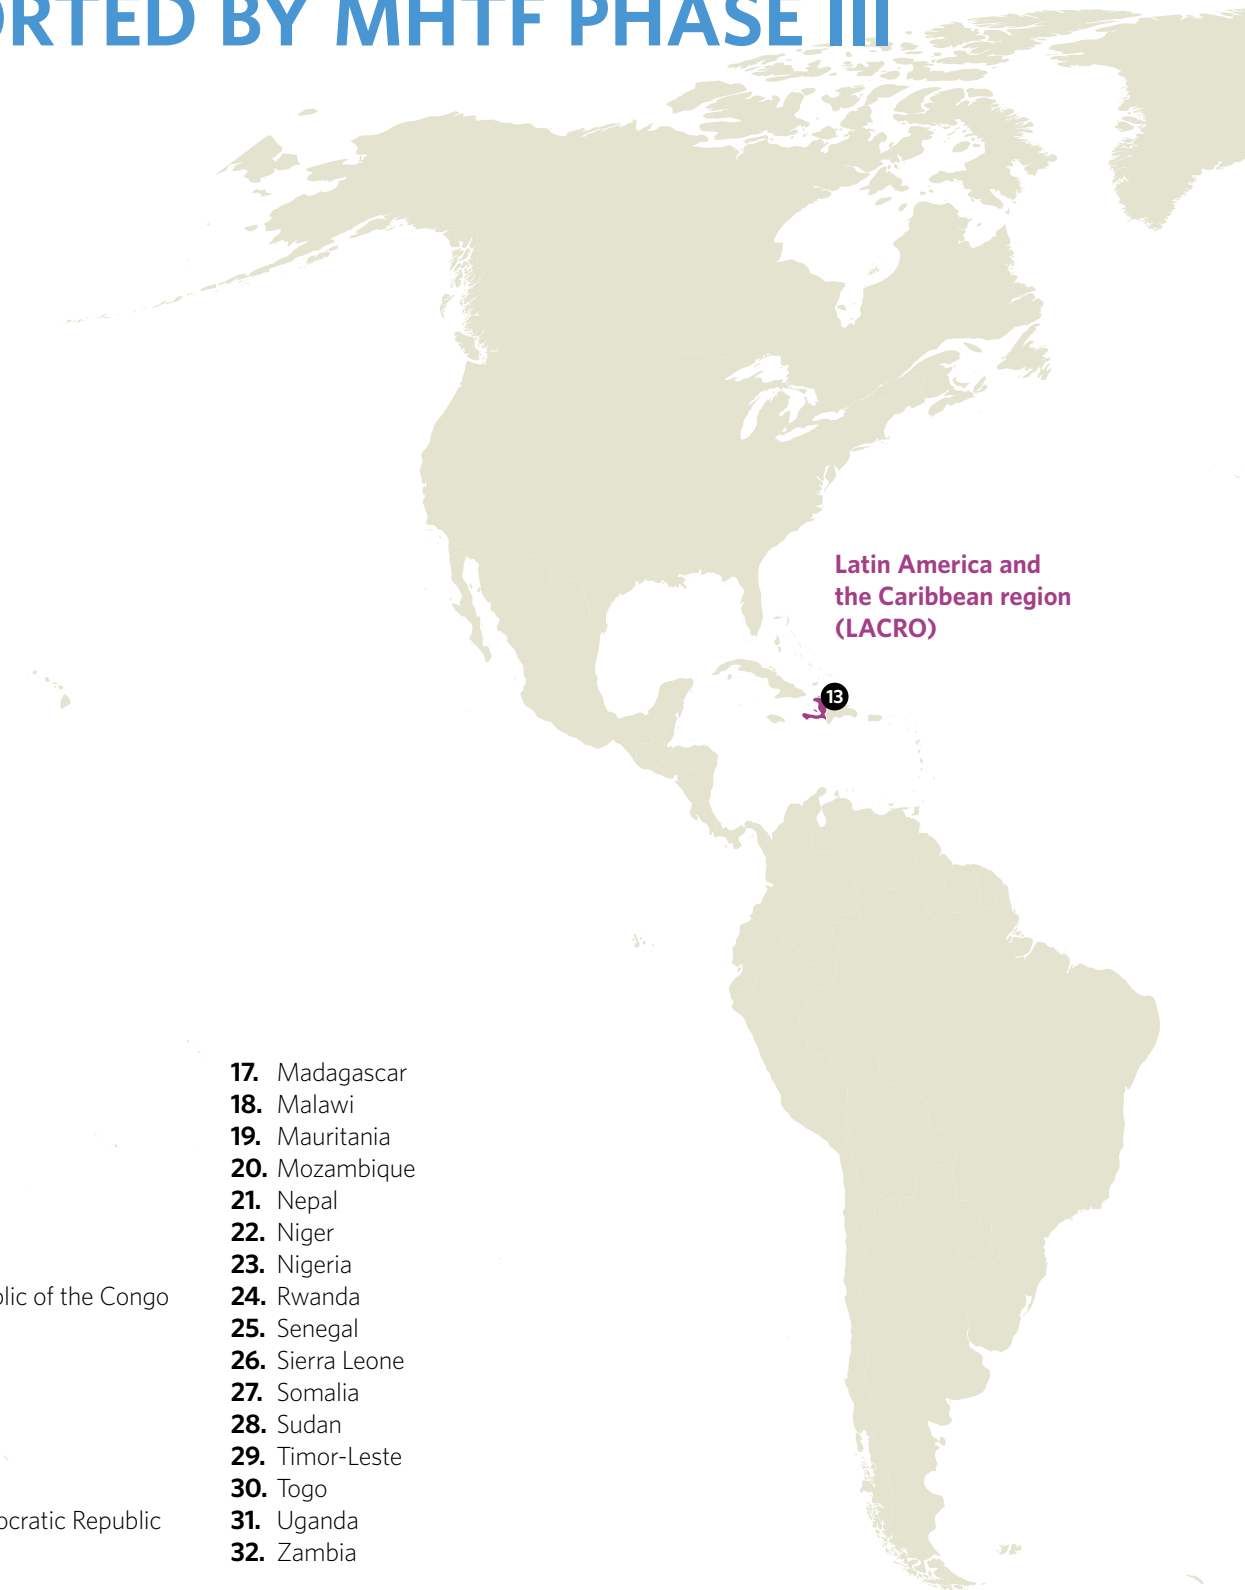 ORTED BY MHTF PHASE III
Latin America and
the Caribbean region
(LACRO)
13
blic of the Congo
ocratic Republic
17. Madagascar
18. Malawi
19. Mauritania
20. Mozambique
21. Nepal
22. Niger
23. Nigeria
24. Rwanda
25. Senegal
26. Sierra Leone
27. Somalia
28. Sudan
29. Timor-Leste
30. Togo
31. Uganda
32. Zambia